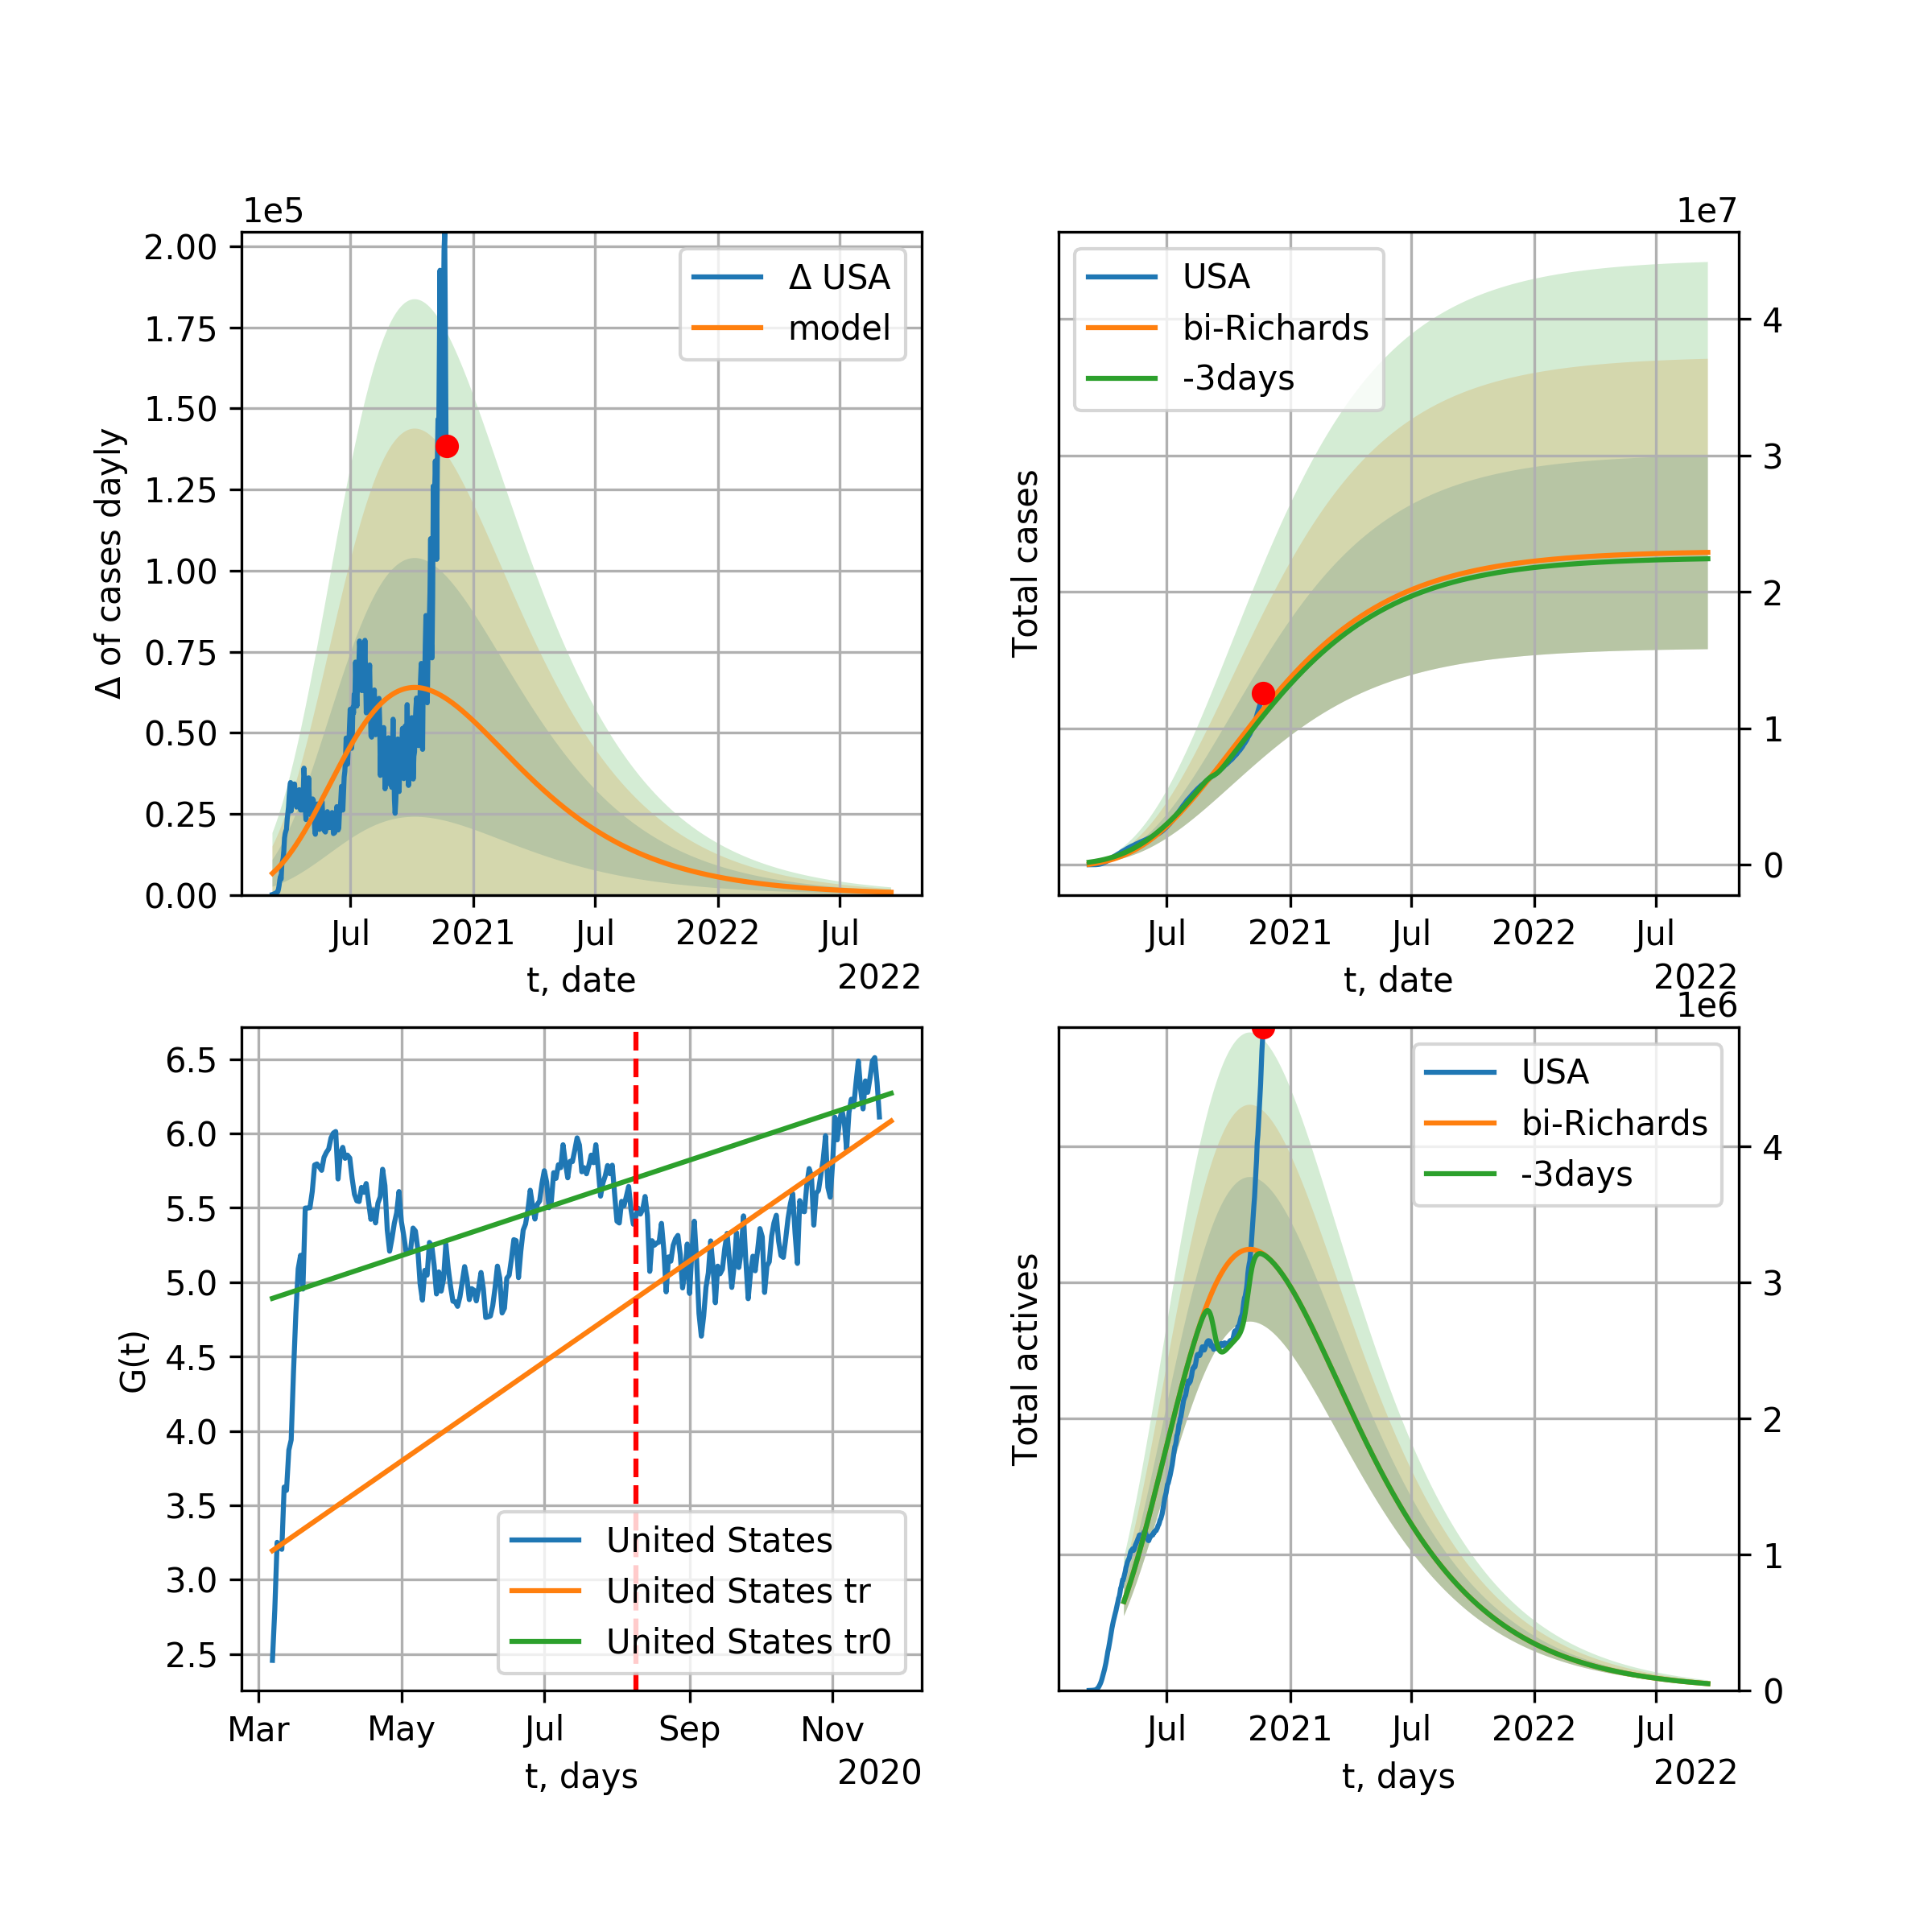 1e5
2.00
1.75
1.50
1.25
1.00
0.75
0.50
0.25
0.00
Δ of cases dayly
Δ USA
model
Jul 2021 Jul 2022 Jul
t, date
2022
1e7
USA
bi-Richards
-3days
Total cases
4
3
2
1
0
Jul 2021 Jul 2022 Jul
t, date
2022
6.5
6.0
5.5
5.0
4.5
4.0
3.5
3.0
2.5
G(t)
United States
United States tr
United States tr0
Mar May Jul Sep Nov
t, days
2020
1e6
USA
bi-Richards
-3days
Total actives
4
3
2
1
0
Jul 2021 Jul 2022 Jul
t, days
2022